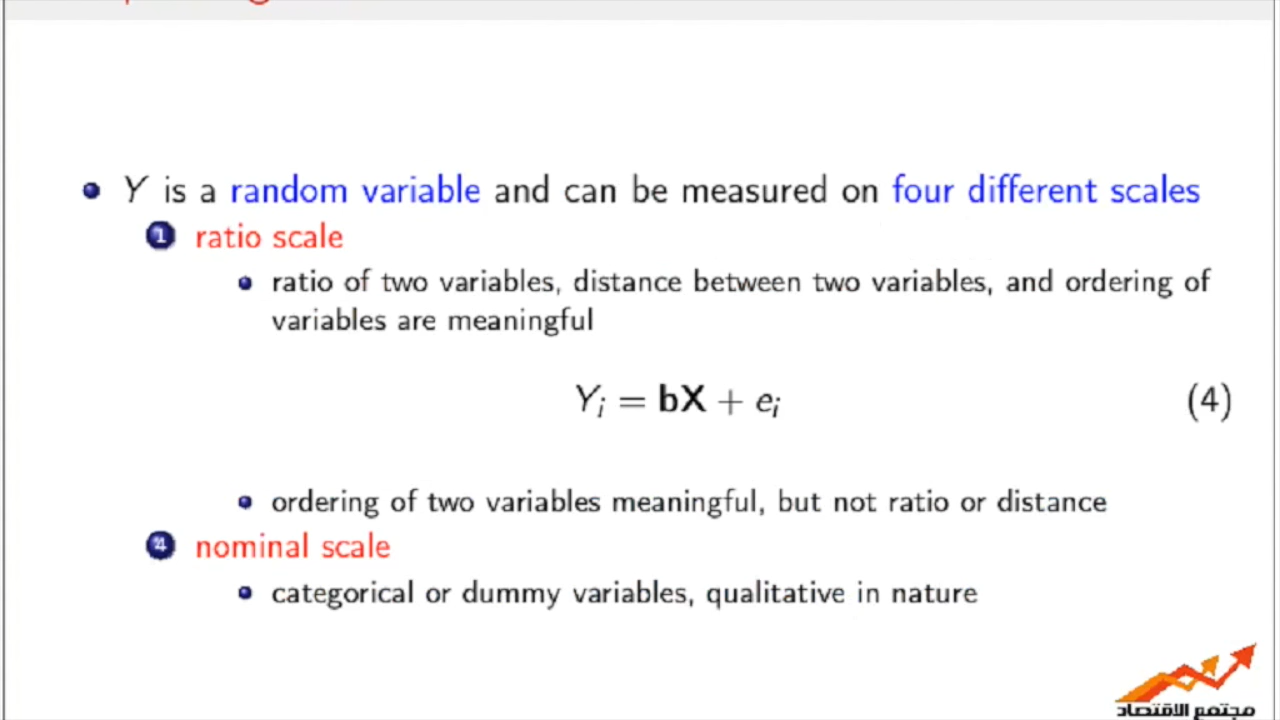 • Y is a random variable and can be measured on four different scales
1 ratio scale
• ratio of two variables, distance between two variables, and ordering of
variables are meaningful
Yᵢ = bX + eᵢ (4)
• ordering of two variables meaningful, but not ratio or distance
4 nominal scale
• categorical or dummy variables, qualitative in nature
مجتمع الاقتصاد